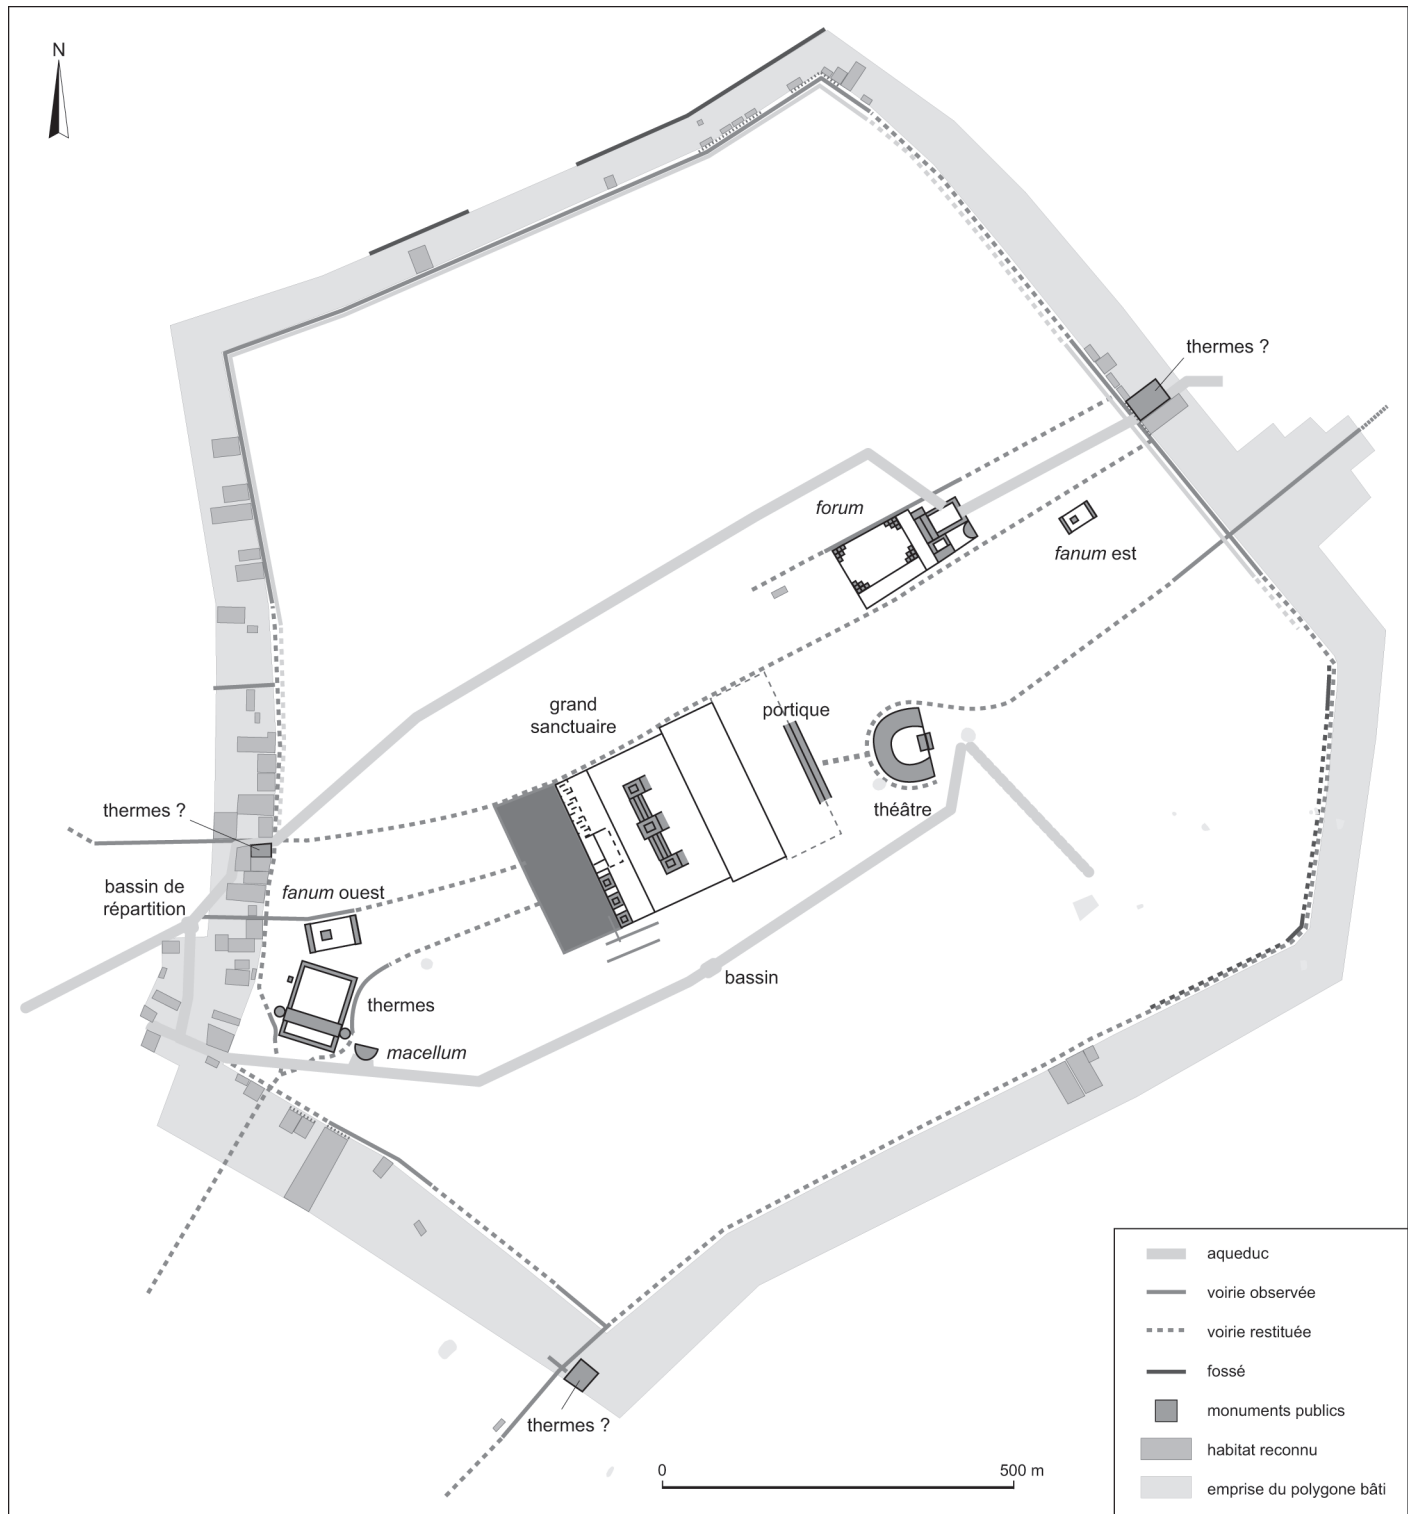 N
thermes ?
forum
fanum est
grand
sanctuaire
portique
thermes ?
théâtre
bassin de
répartition
fanum ouest
bassin
thermes
macellum
thermes ?
0 500 m
aqueduc
voirie observée
voirie restituée
fossé
monuments publics
habitat reconnu
emprise du polygone bâti